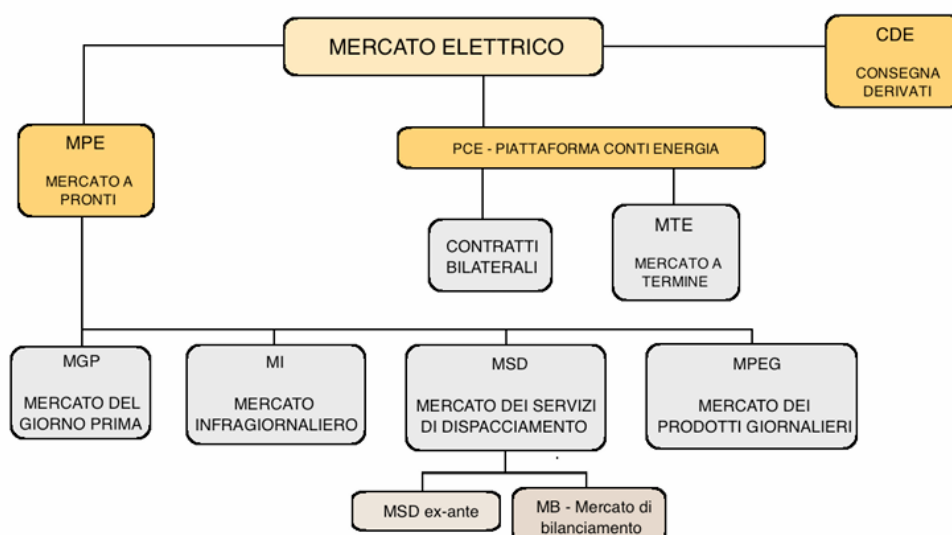 MERCATO ELETTRICO
CDE
CONSEGNA
DERIVATI
MPE
MERCATO A
PRONTI
PCE - PIATTAFORMA CONTI ENERGIA
CONTRATTI
BILATERALI
MTE
MERCATO A
TERMINE
MGP
MERCATO DEL
GIORNO PRIMA
MI
MERCATO
INFRAGIORNALIERO
MSD
MERCATO DEI SERVIZI
DI DISPACCIAMENTO
MPEG
MERCATO DEI
PRODOTTI GIORNALIERI
MSD ex-ante
MB - Mercato di
bilanciamento